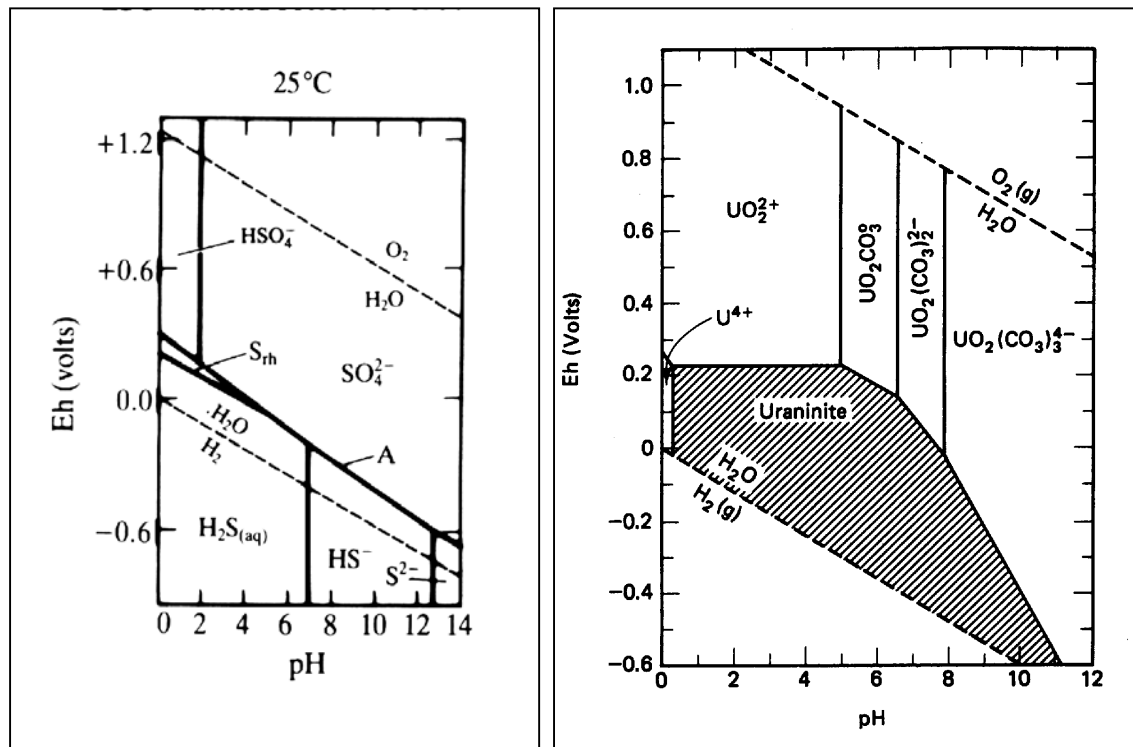 25°C
+1.2
+0.6
0.0
−0.6
Eh (volts)
HSO₄⁻
O₂
H₂O
Sᵣₕ
SO₄²⁻
.H₂O
H₂
A
H₂S(aq)
HS⁻
S²⁻
0 2 4 6 8 10 12 14
pH
1.0
0.8
0.6
0.4
0.2
0
−0.2
−0.4
−0.6
Eh (Volts)
UO₂²⁺
UO₂CO₃⁰
UO₂(CO₃)₂²⁻
UO₂(CO₃)₃⁴⁻
O₂(g)
H₂O
U⁴⁺
Uraninite
H₂O
H₂(g)
0 2 4 6 8 10 12
pH